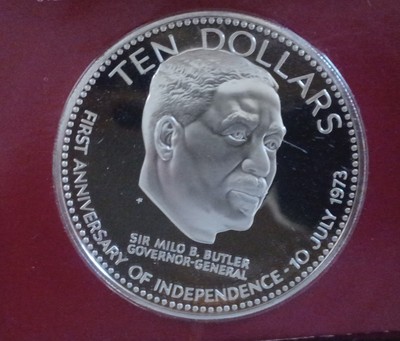 TEN DOLLARS
SIR MILO B. BUTLER
GOVERNOR-GENERAL
FIRST ANNIVERSARY OF INDEPENDENCE - 10 JULY 1973